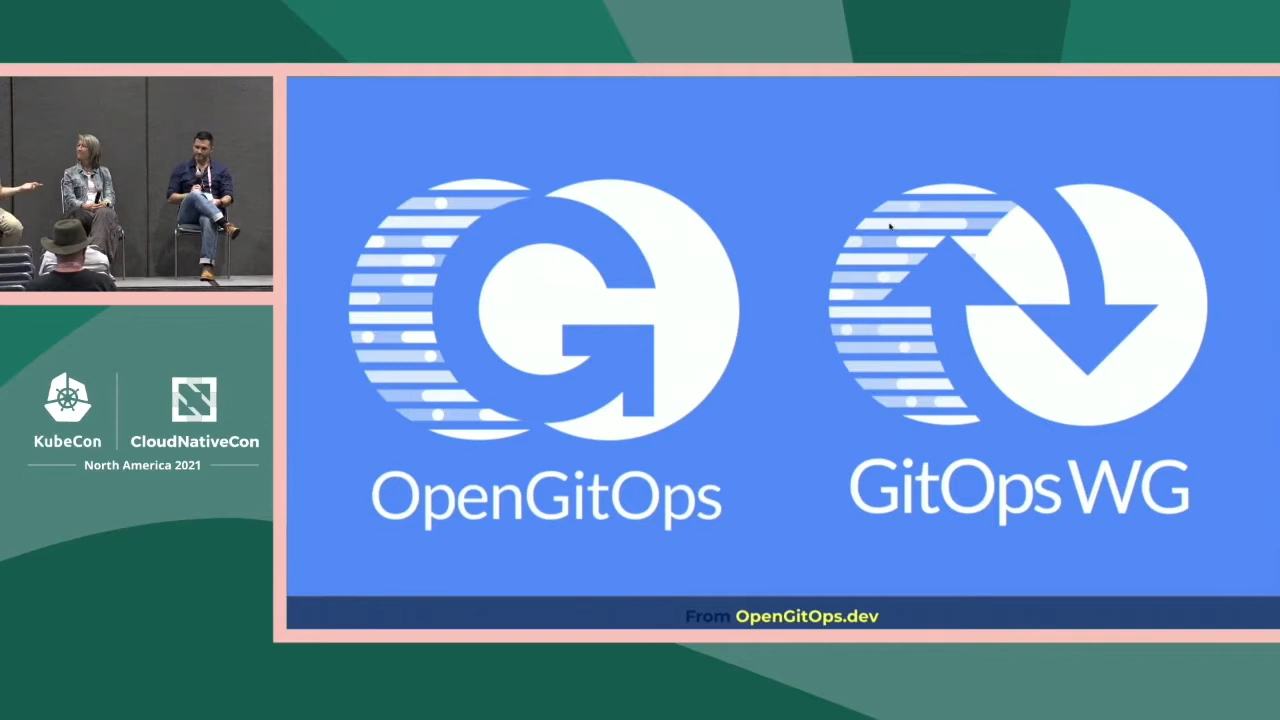 KubeCon
CloudNativeCon
North America 2021
OpenGitOps
GitOps WG
From OpenGitOps.dev